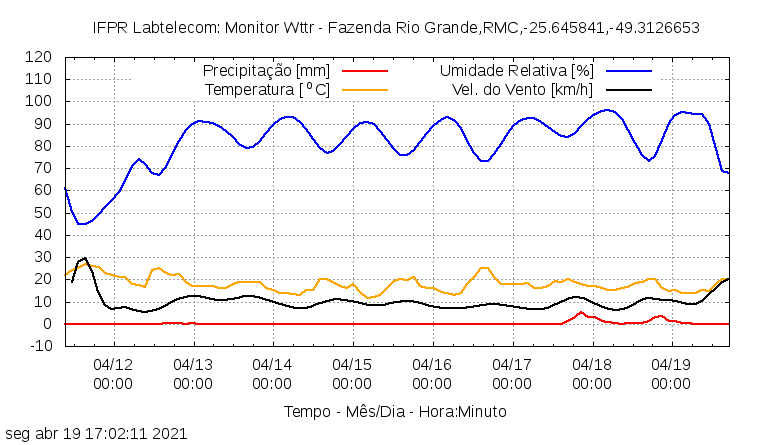 IFPR Labtelecom: Monitor Wttr - Fazenda Rio Grande,RMC,-25.645841,-49.3126653
120
110
100
90
80
70
60
50
40
30
20
10
0
-10
Precipitação [mm]
Temperatura [⁰C]
Umidade Relativa [%]
Vel. do Vento [km/h]
04/12 04/13 04/14 04/15 04/16 04/17 04/18 04/19
00:00 00:00 00:00 00:00 00:00 00:00 00:00 00:00
Tempo - Mês/Dia - Hora:Minuto
seg abr 19 17:02:11 2021